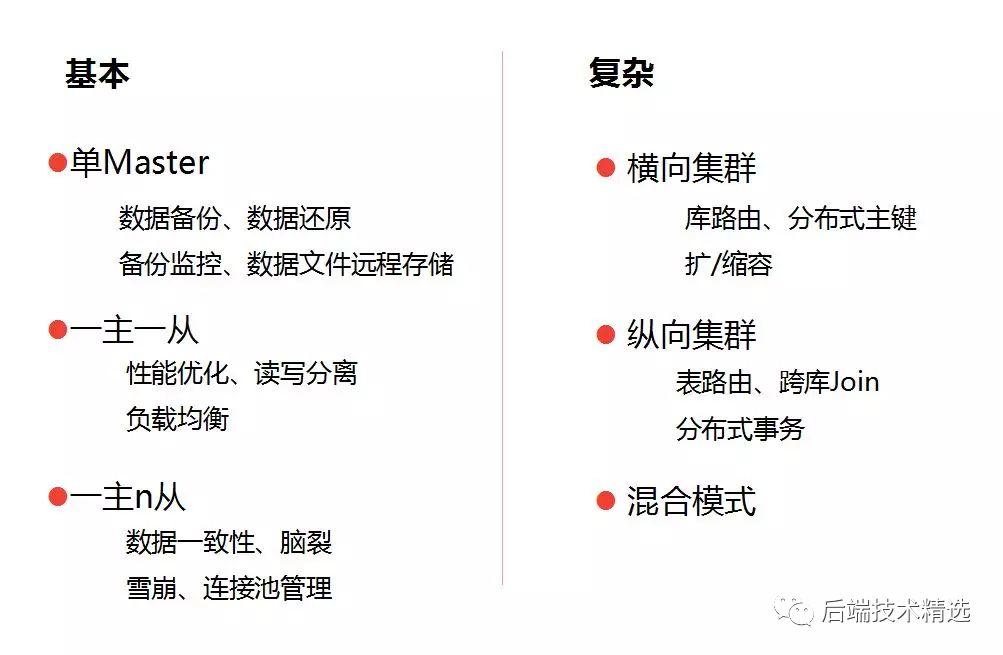 基本
单Master
数据备份、数据还原
备份监控、数据文件远程存储
一主一从
性能优化、读写分离
负载均衡
一主n从
数据一致性、脑裂
雪崩、连接池管理
复杂
横向集群
库路由、分布式主键
扩/缩容
纵向集群
表路由、跨库Join
分布式事务
混合模式
后端技术精选